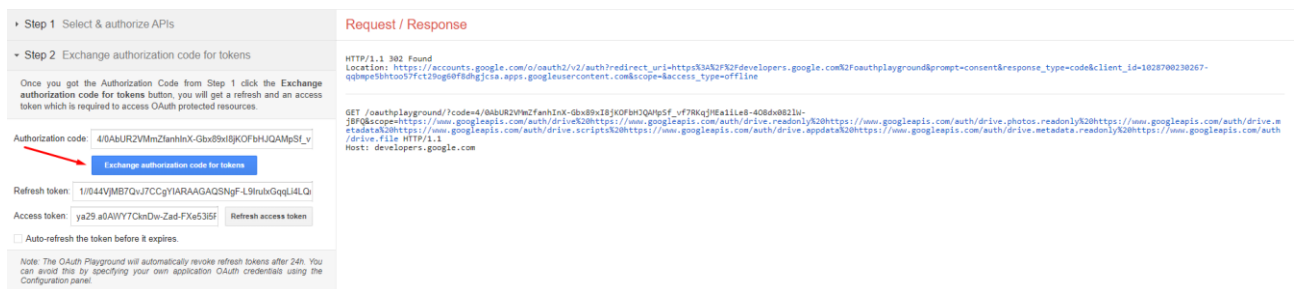 Step 1 Select & authorize APIs
Step 2 Exchange authorization code for tokens
Once you got the Authorization Code from Step 1 click the Exchange
authorization code for tokens button, you will get a refresh and an access
token which is required to access OAuth protected resources.
Authorization code: 4/0AbUR2VMmZfanhInX-Gbx89xI8jKOFbHJQAMpSf_v
Exchange authorization code for tokens
Refresh token: 1//044VjMB7QvJ7CCgYIARAAGAQSNgF-L9IrulxGqqLi4LQ
Access token: ya29.a0AWY7CknDw-Zad-FXe53i5F Refresh access token
Auto-refresh the token before it expires.
Note: The OAuth Playground will automatically revoke refresh tokens after 24h. You
can avoid this by specifying your own application OAuth credentials using the
Configuration panel.
Request / Response
HTTP/1.1 302 Found
Location: https://accounts.google.com/o/oauth2/v2/auth?redirect_uri=https%3A%2F%2Fdevelopers.google.com%2Foauthplayground&prompt=consent&response_type=code&client_id=1028700230267-
qqbmpe5bhtoo57fct29og60f8dhgjcsa.apps.googleusercontent.com&scope=&access_type=offline
GET /oauthplayground/?code=4/0AbUR2VMmZfanhInX-Gbx89xI8jKOFbHJQAMpSf_vf7RKqjMEa1iLe8-4O8dx082lW-
jBFQ&scope=https://www.googleapis.com/auth/drive%20https://www.googleapis.com/auth/drive.readonly%20https://www.googleapis.com/auth/drive.photos.readonly%20https://www.googleapis.com/auth/drive.m
etadata%20https://www.googleapis.com/auth/drive.scripts%20https://www.googleapis.com/auth/drive.appdata%20https://www.googleapis.com/auth/drive.metadata.readonly%20https://www.googleapis.com/auth
/drive.file HTTP/1.1
Host: developers.google.com